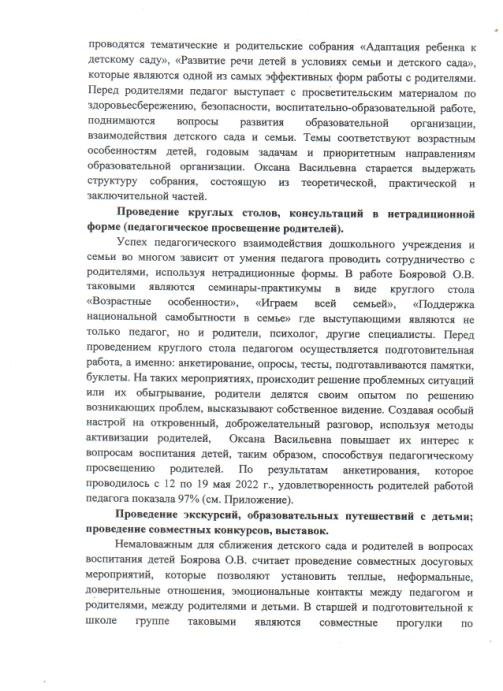 проводятся тематические и родительские собрания «Адаптация ребенка к
детскому саду», «Развитие речи детей в условиях семьи и детского сада»,
которые являются одной из самых эффективных форм работы с родителями.
Перед родителями педагог выступает с просветительским материалом по
здоровьесбережению, безопасности, воспитательно-образовательной работе,
поднимаются вопросы развития образовательной организации,
взаимодействия детского сада и семьи. Темы соответствуют возрастным
особенностям детей, годовым задачам и приоритетным направлениям
образовательной организации. Оксана Васильевна старается выдержать
структуру собрания, состоящую из теоретической, практической и
заключительной частей.
Проведение круглых столов, консультаций в нетрадиционной
форме (педагогическое просвещение родителей).
Успех педагогического взаимодействия дошкольного учреждения и
семьи во многом зависит от умения педагога проводить сотрудничество с
родителями, используя нетрадиционные формы. В работе Бояровой О.В.
таковыми являются семинары-практикумы в виде круглого стола
«Возрастные особенности», «Играем всей семьей», «Поддержка
национальной самобытности в семье» где выступающими являются не
только педагог, но и родители, психолог, другие специалисты. Перед
проведением круглого стола педагогом осуществляется подготовительная
работа, а именно: анкетирование, опросы, тесты, подготавливаются памятки,
буклеты. На таких мероприятиях, происходит решение проблемных ситуаций
или их обыгрывание, родители делятся своим опытом по решению
возникающих проблем, высказывают собственное видение. Создавая особый
настрой на откровенный, доброжелательный разговор, используя методы
активизации родителей, Оксана Васильевна повышает их интерес к
вопросам воспитания детей, таким образом, способствуя педагогическому
просвещению родителей. По результатам анкетирования, которое
проводилось с 12 по 19 мая 2022 г., удовлетворенность родителей работой
педагога показала 97% (см. Приложение).
Проведение экскурсий, образовательных путешествий с детьми;
проведение совместных конкурсов, выставок.
Немаловажным для сближения детского сада и родителей в вопросах
воспитания детей Боярова О.В. считает проведение совместных досуговых
мероприятий, которые позволяют установить теплые, неформальные,
доверительные отношения, эмоциональные контакты между педагогом и
родителями, между родителями и детьми. В старшей и подготовительной к
школе группе таковыми являются совместные прогулки по